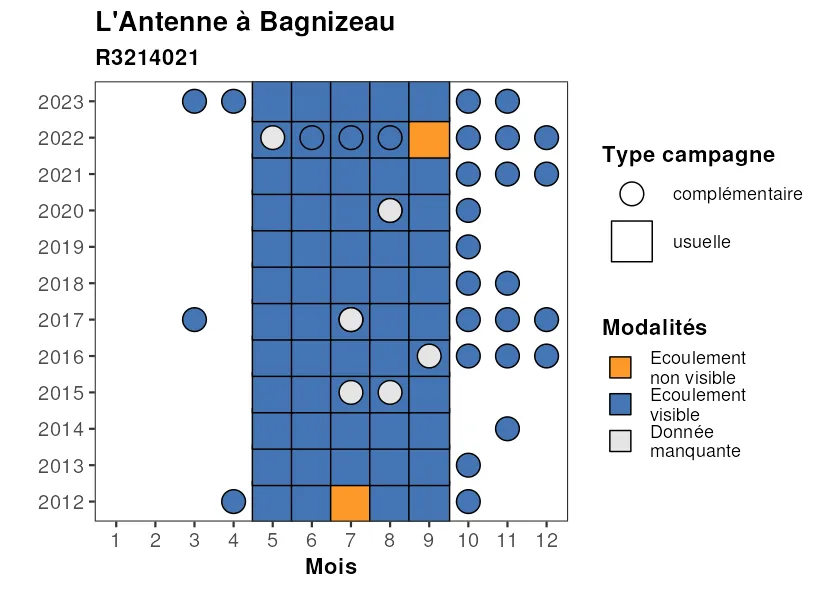 L'Antenne à Bagnizeau
R3214021
2023
2022
2021
2020
2019
2018
2017
2016
2015
2014
2013
2012
1 2 3 4 5 6 7 8 9 10 11 12
Mois
Type campagne
complémentaire
usuelle
Modalités
Ecoulement
non visible
Ecoulement
visible
Donnée
manquante